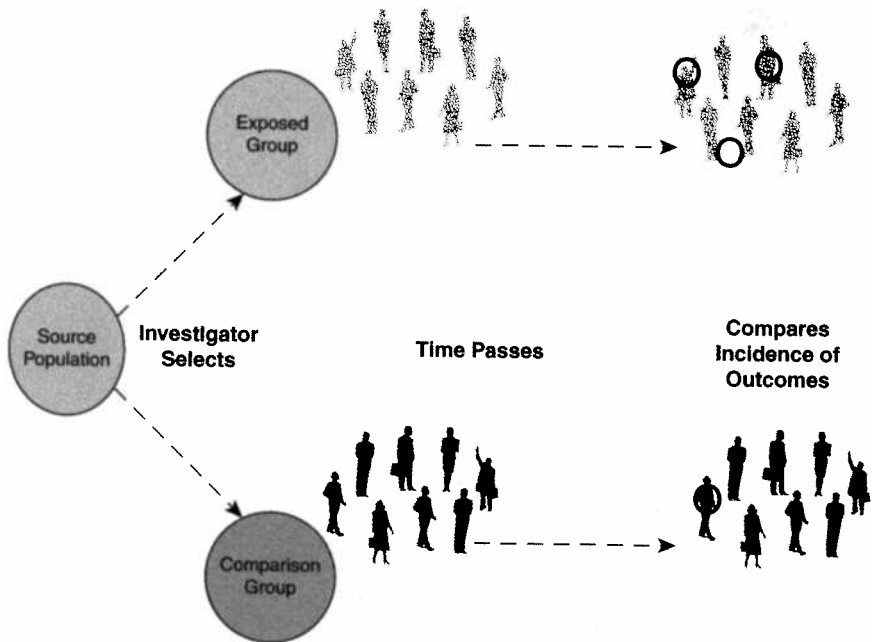 Exposed
Group
Source
Population
Investigator
Selects
Time Passes
Compares
Incidence of
Outcomes
Comparison
Group